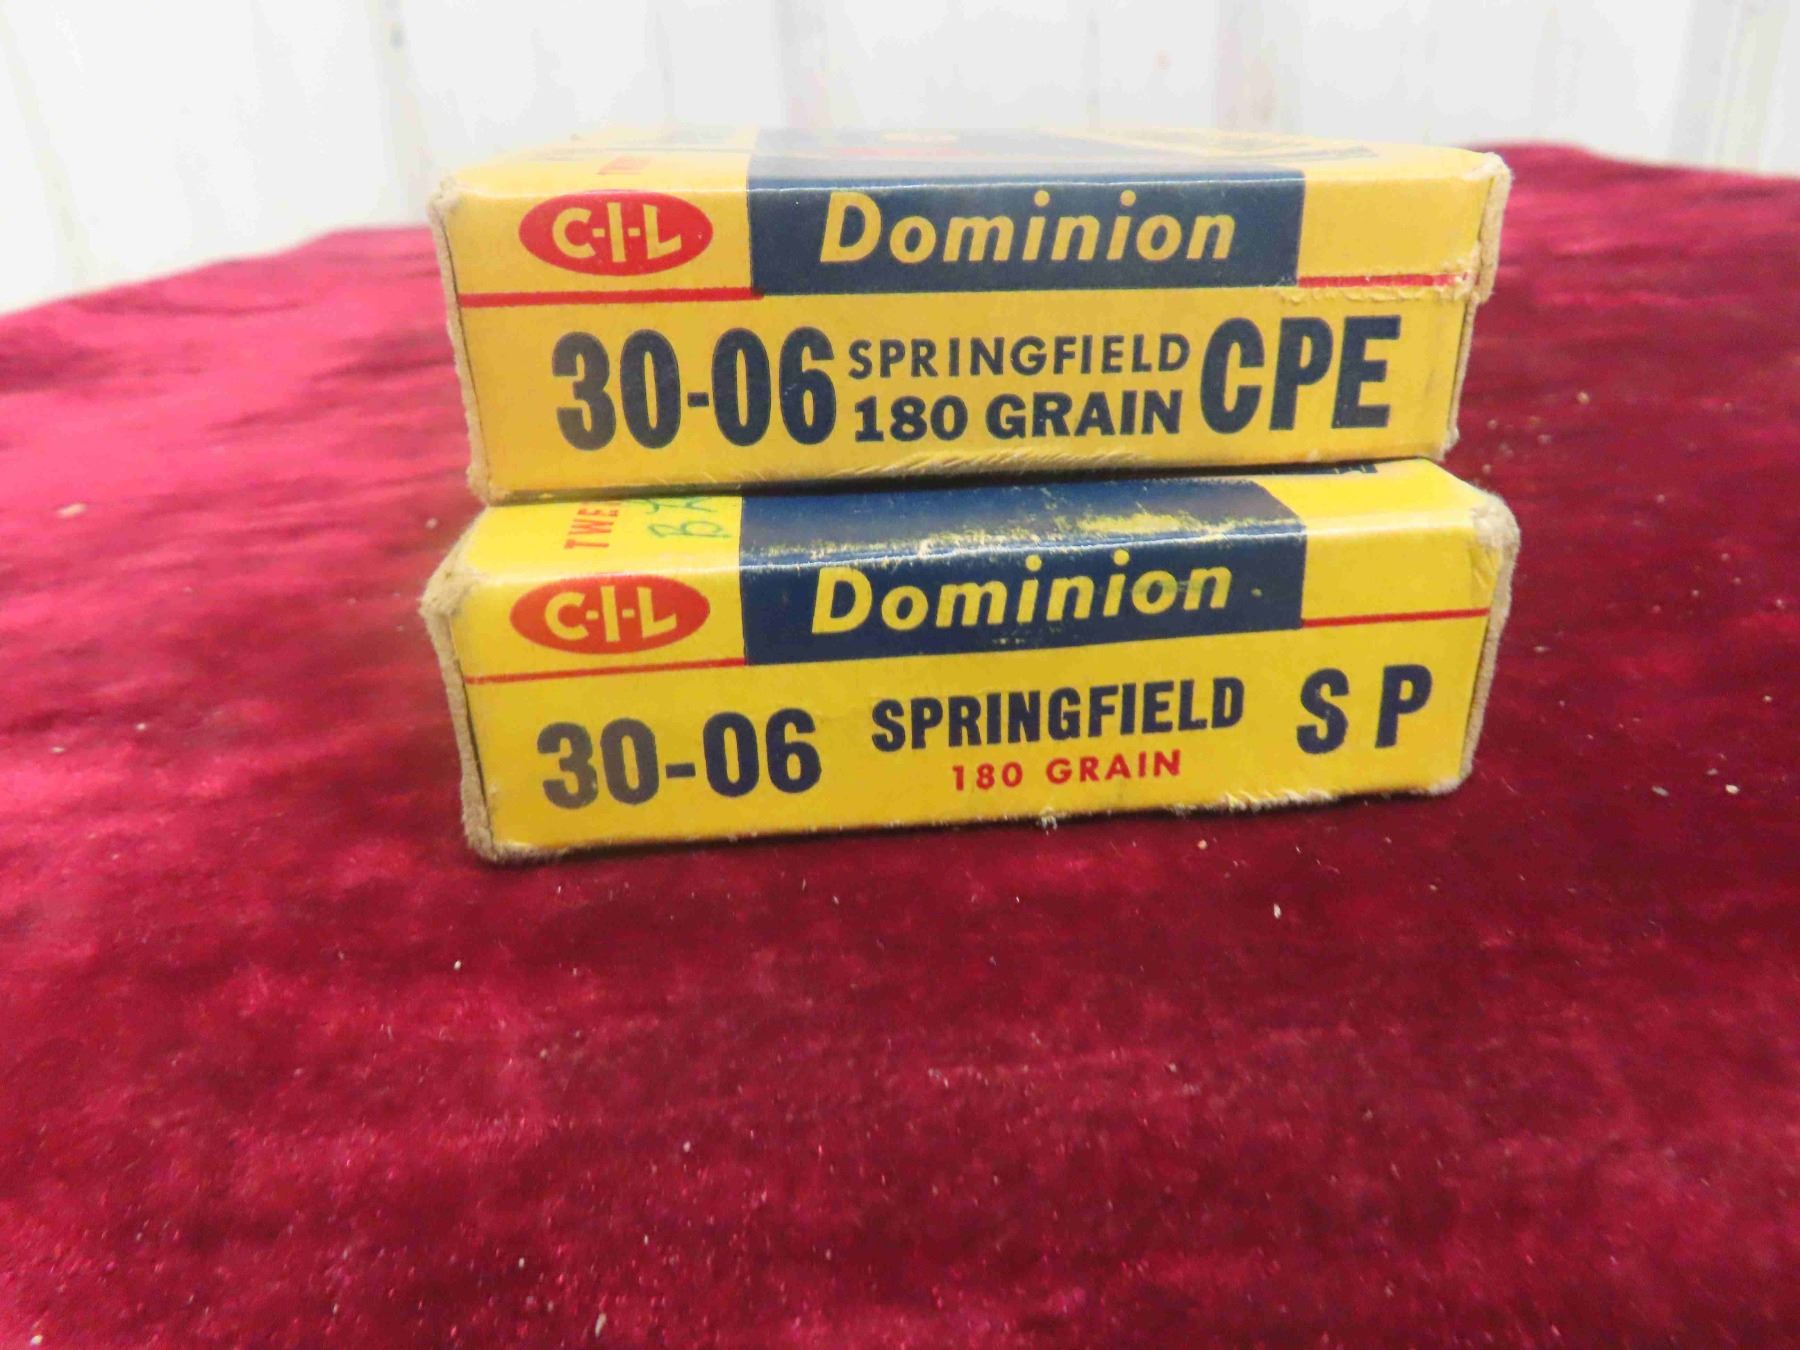 C-I-L Dominion
30-06 SPRINGFIELD CPE
180 GRAIN
C-I-L Dominion
30-06 SPRINGFIELD S P
180 GRAIN